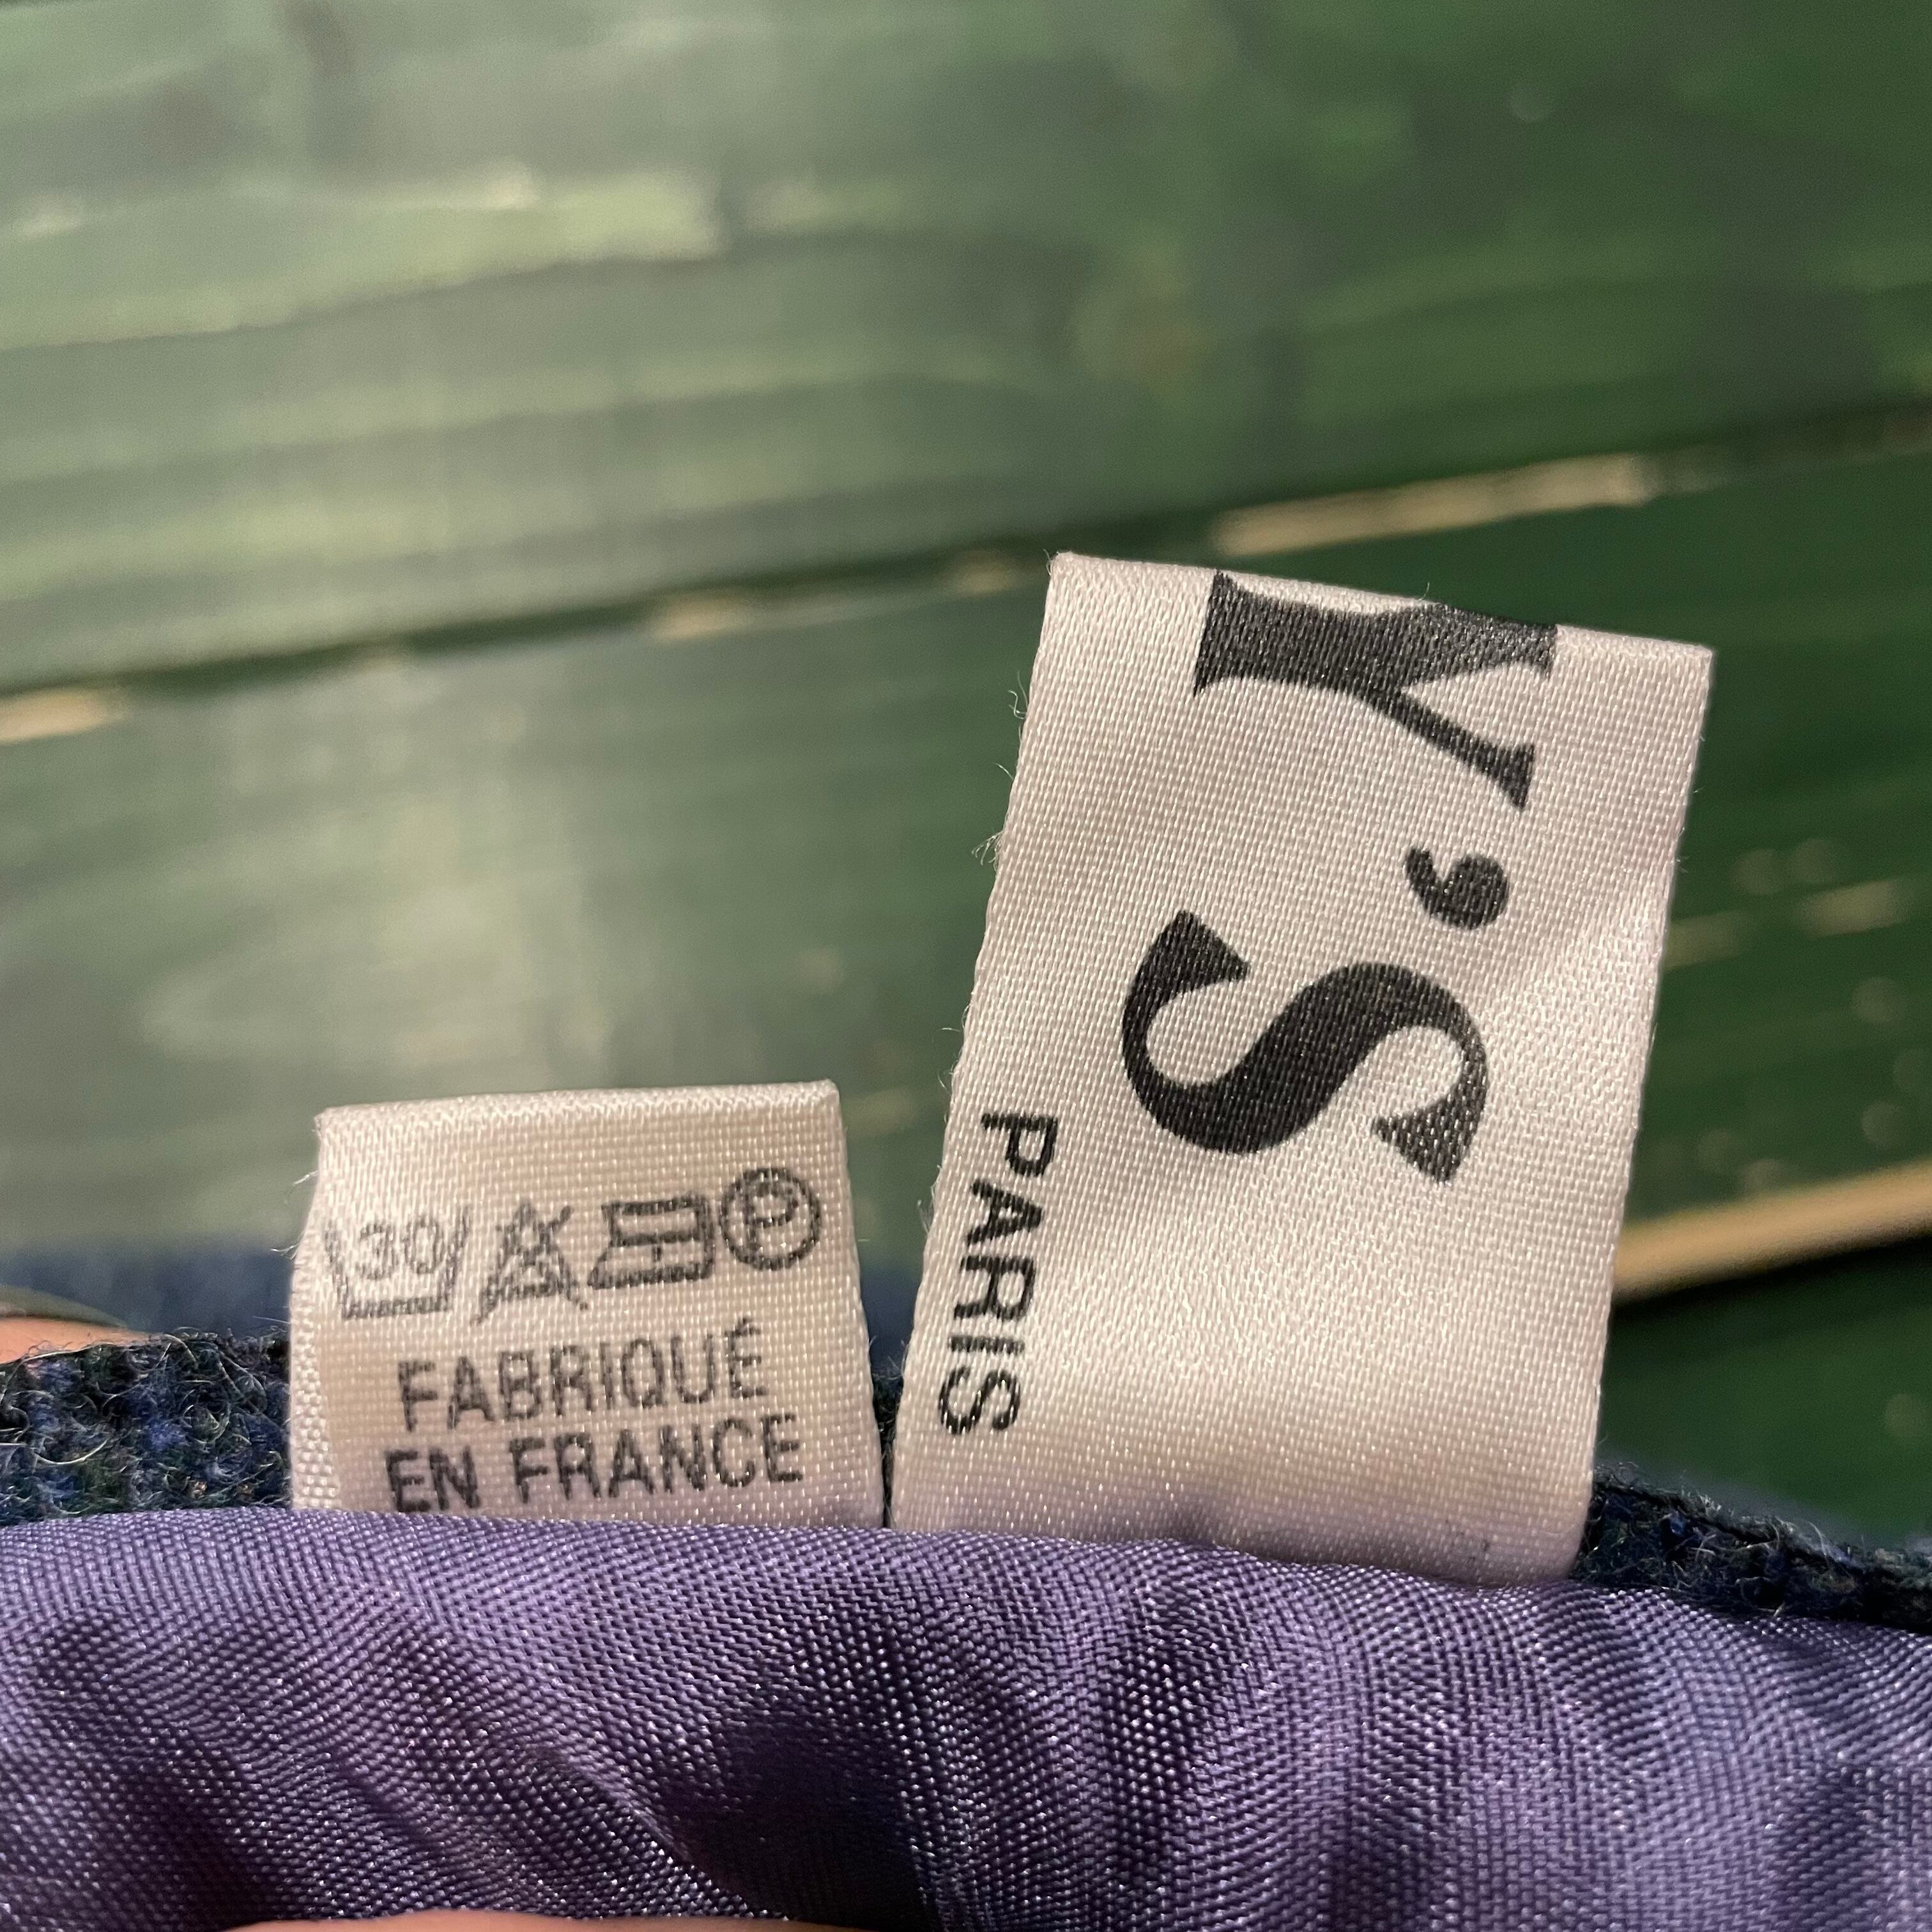 30 P
FABRIQUÉ
EN FRANCE
Y'S
PARIS